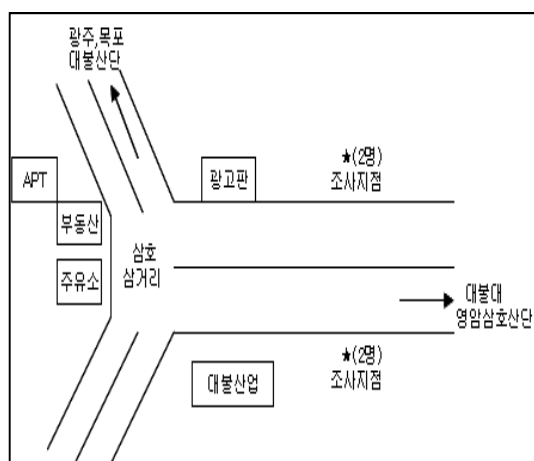 광주,목포
대불산단
★(2명)
조사지점
APT
광고판
부동산
삼호
삼거리
주유소
대불대
영암삼호산단
★(2명)
조사지점
대불산업